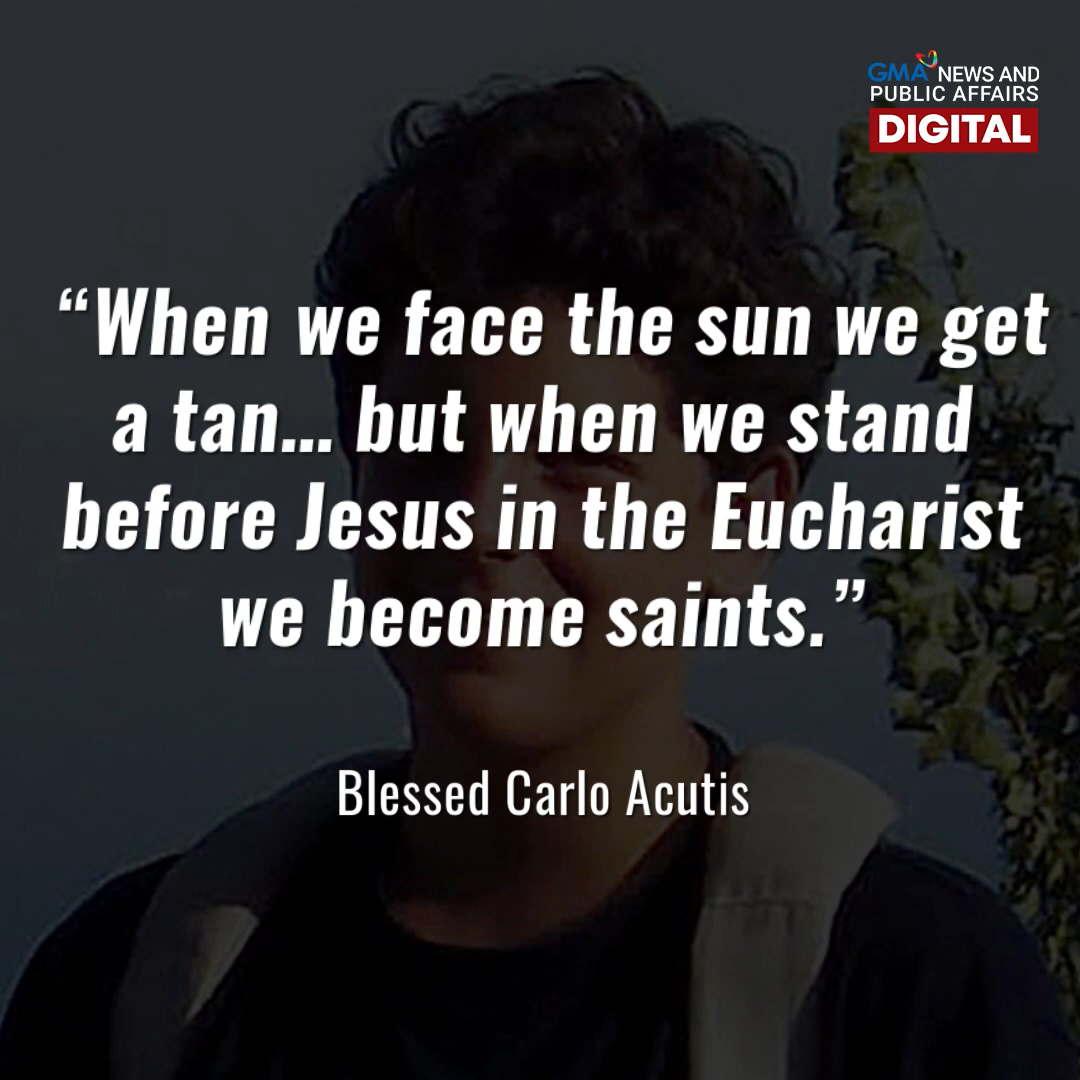 GMA NEWS AND
PUBLIC AFFAIRS
DIGITAL
“When we face the sun we get
a tan... but when we stand
before Jesus in the Eucharist
we become saints.”
Blessed Carlo Acutis